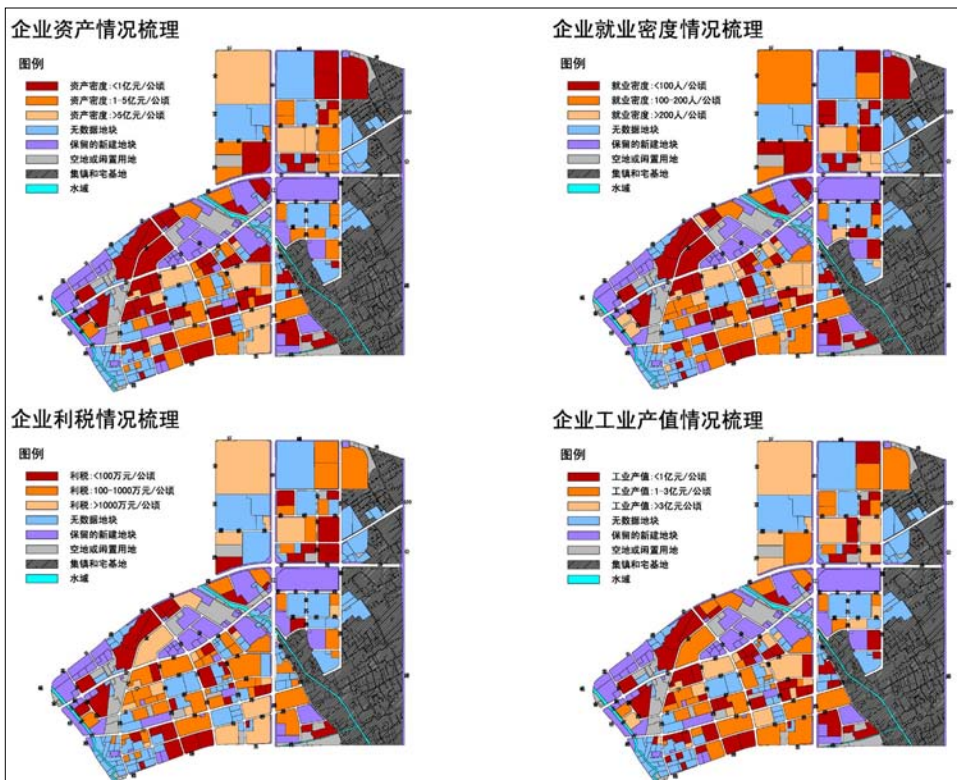 企业资产情况梳理
图例
资产密度:<1亿元/公顷
资产密度:1-5亿元/公顷
资产密度:>5亿元/公顷
无数据地块
保留的新建地块
空地或闲置用地
集镇和宅基地
水域
企业就业密度情况梳理
图例
就业密度:<100人/公顷
就业密度:100-200人/公顷
就业密度:>200人/公顷
无数据地块
保留的新建地块
空地或闲置用地
集镇和宅基地
水域
企业利税情况梳理
图例
利税:<100万元/公顷
利税:100-1000万元/公顷
利税:>1000万元/公顷
无数据地块
保留的新建地块
空地或闲置用地
集镇和宅基地
水域
企业工业产值情况梳理
图例
工业产值:<1亿元/公顷
工业产值:1-3亿元/公顷
工业产值:>3亿元公顷
无数据地块
保留的新建地块
空地或闲置用地
集镇和宅基地
水域